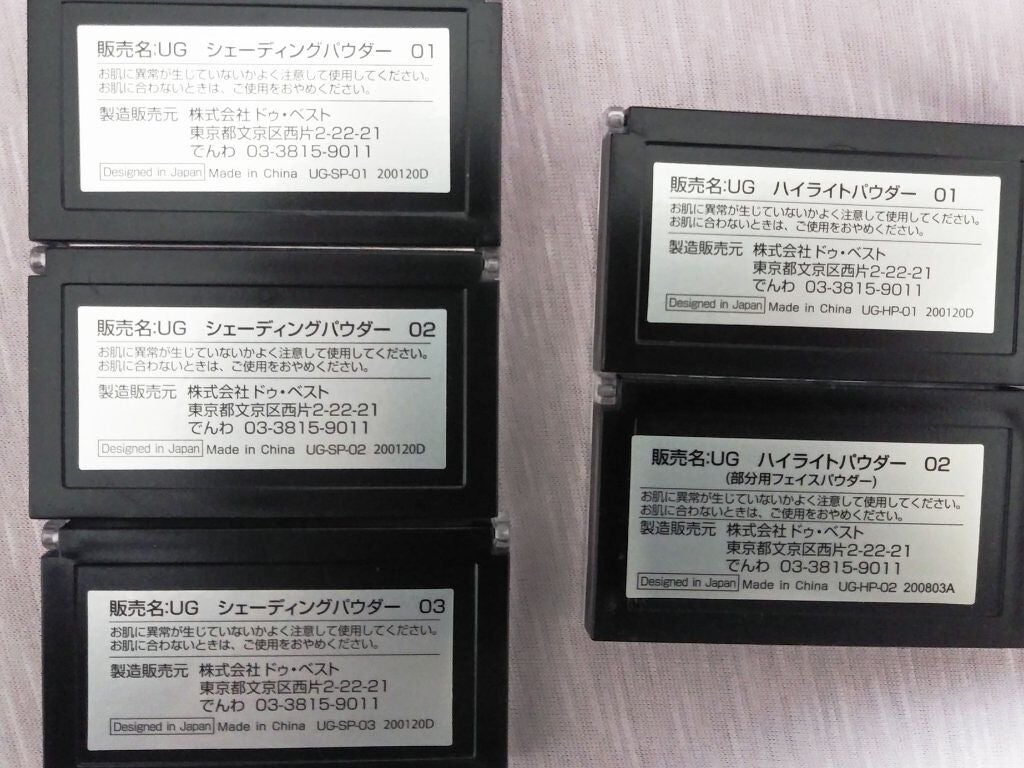 販売名:UG シェーディングパウダー 01
お肌に異常が生じていないかよく注意して使用してください。
お肌に合わないときは、ご使用をおやめください。
製造販売元 株式会社ドゥ・ベスト
東京都文京区西片2-22-21
でんわ 03-3815-9011
Designed in Japan Made in China UG-SP-01 200120D
販売名:UG シェーディングパウダー 02
お肌に異常が生じていないかよく注意して使用してください。
お肌に合わないときは、ご使用をおやめください。
製造販売元 株式会社ドゥ・ベスト
東京都文京区西片2-22-21
でんわ 03-3815-9011
Designed in Japan Made in China UG-SP-02 200120D
販売名:UG シェーディングパウダー 03
お肌に異常が生じていないかよく注意して使用してください。
お肌に合わないときは、ご使用をおやめください。
製造販売元 株式会社ドゥ・ベスト
東京都文京区西片2-22-21
でんわ 03-3815-9011
Designed in Japan Made in China UG-SP-03 200120D
販売名:UG ハイライトパウダー 01
お肌に異常が生じていないかよく注意して使用してください。
お肌に合わないときは、ご使用をおやめください。
製造販売元 株式会社ドゥ・ベスト
東京都文京区西片2-22-21
でんわ 03-3815-9011
Designed in Japan Made in China UG-HP-01 200120D
販売名:UG ハイライトパウダー 02
(部分用フェイスパウダー)
お肌に異常が生じていないかよく注意して使用してください。
お肌に合わないときは、ご使用をおやめください。
製造販売元 株式会社ドゥ・ベスト
東京都文京区西片2-22-21
でんわ 03-3815-9011
Designed in Japan Made in China UG-HP-02 200803A